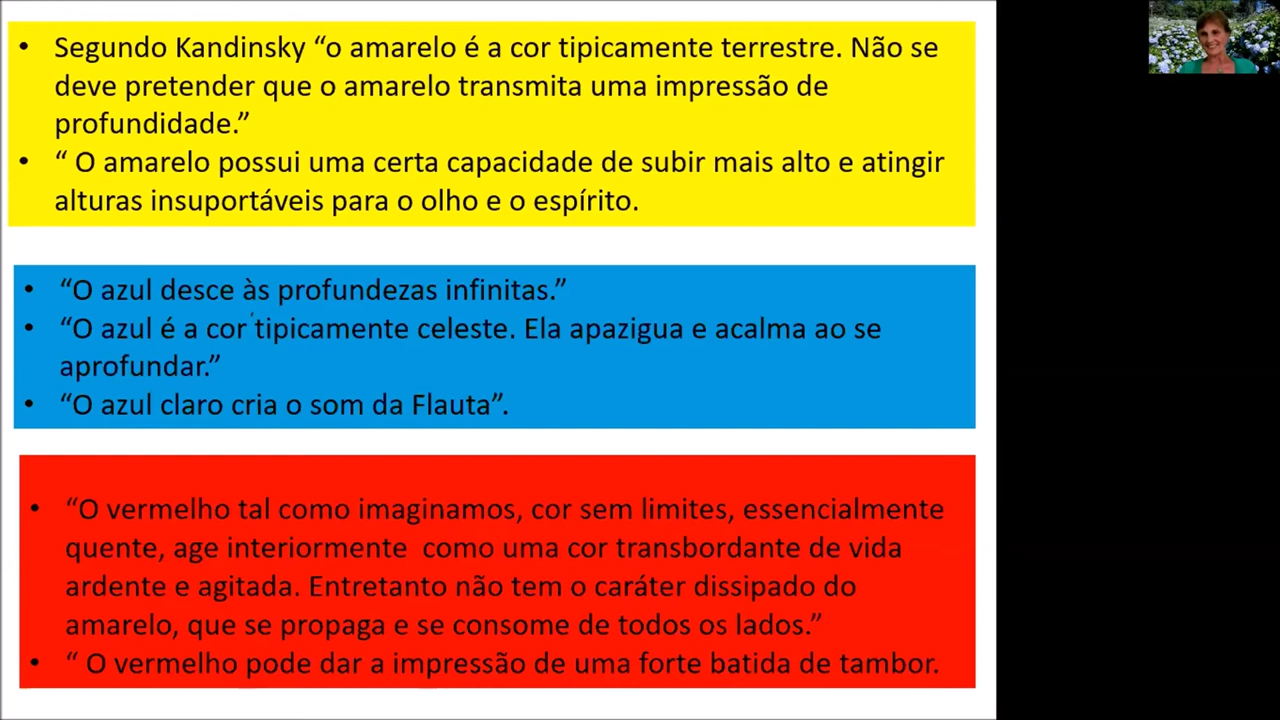 • Segundo Kandinsky “o amarelo é a cor tipicamente terrestre. Não se
deve pretender que o amarelo transmita uma impressão de
profundidade.”
• “ O amarelo possui uma certa capacidade de subir mais alto e atingir
alturas insuportáveis para o olho e o espírito.
• “O azul desce às profundezas infinitas.”
• “O azul é a cor tipicamente celeste. Ela apazigua e acalma ao se
aprofundar.”
• “O azul claro cria o som da Flauta”.
• “O vermelho tal como imaginamos, cor sem limites, essencialmente
quente, age interiormente como uma cor transbordante de vida
ardente e agitada. Entretanto não tem o caráter dissipado do
amarelo, que se propaga e se consome de todos os lados.”
• “ O vermelho pode dar a impressão de uma forte batida de tambor.